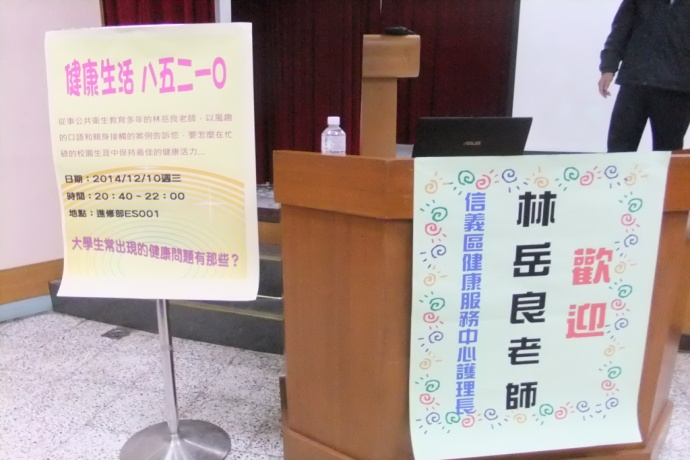 健康生活 八五二一〇
從事公共衛生教育多年的林岳良老師，以風趣
的口語和親身接觸的案例告訴您，要怎麼在忙
碌的校園生涯中保持最佳的健康活力...
日期：2014/12/10週三
時間：20：40－22：00
地點：進修部ES001
大學生常出現的健康問題有那些？
ASUS
歡迎
林岳良老師
信義區健康服務中心護理長